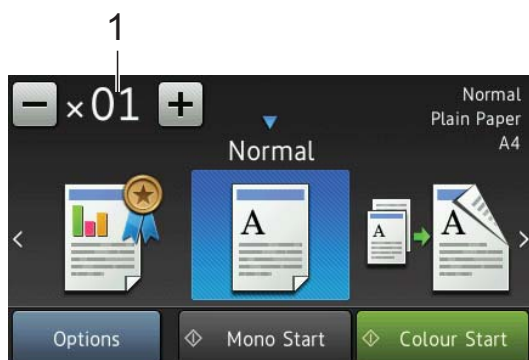 1
- ×01 +
Normal
Plain Paper
A4
Normal
A
A
A
< >
Options Mono Start Colour Start